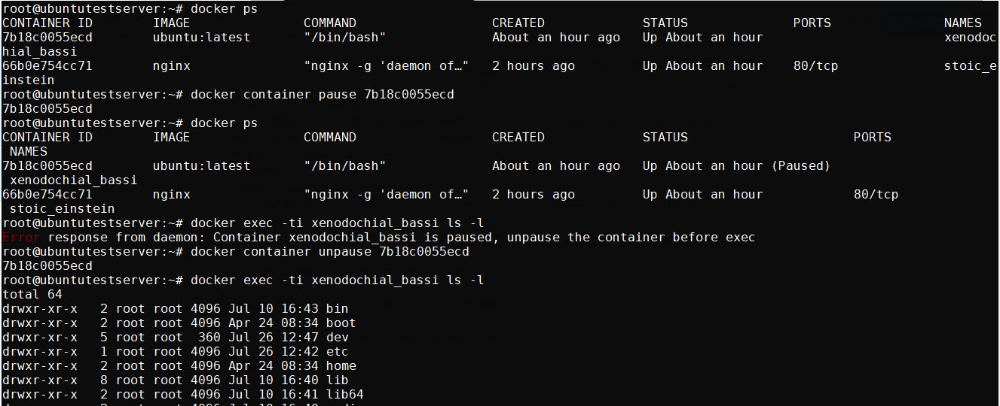 root@ubuntutestserver:~# docker ps
CONTAINER ID        IMAGE               COMMAND                  CREATED             STATUS              PORTS               NAMES
7b18c0055ecd        ubuntu:latest       "/bin/bash"              About an hour ago   Up About an hour                        xenodoc
hial_bassi
66b0e754cc71        nginx               "nginx -g 'daemon of…"   2 hours ago         Up About an hour    80/tcp              stoic_e
instein
root@ubuntutestserver:~# docker container pause 7b18c0055ecd
7b18c0055ecd
root@ubuntutestserver:~# docker ps
CONTAINER ID        IMAGE               COMMAND                  CREATED             STATUS                      PORTS
 NAMES
7b18c0055ecd        ubuntu:latest       "/bin/bash"              About an hour ago   Up About an hour (Paused)
 xenodochial_bassi
66b0e754cc71        nginx               "nginx -g 'daemon of…"   2 hours ago         Up About an hour            80/tcp
 stoic_einstein
root@ubuntutestserver:~# docker exec -ti xenodochial_bassi ls -l
Error response from daemon: Container xenodochial_bassi is paused, unpause the container before exec
root@ubuntutestserver:~# docker container unpause 7b18c0055ecd
7b18c0055ecd
root@ubuntutestserver:~# docker exec -ti xenodochial_bassi ls -l
total 64
drwxr-xr-x   2 root root 4096 Jul 10 16:43 bin
drwxr-xr-x   2 root root 4096 Apr 24 08:34 boot
drwxr-xr-x   5 root root  360 Jul 26 12:47 dev
drwxr-xr-x   1 root root 4096 Jul 26 12:42 etc
drwxr-xr-x   2 root root 4096 Apr 24 08:34 home
drwxr-xr-x   8 root root 4096 Jul 10 16:40 lib
drwxr-xr-x   2 root root 4096 Jul 10 16:41 lib64